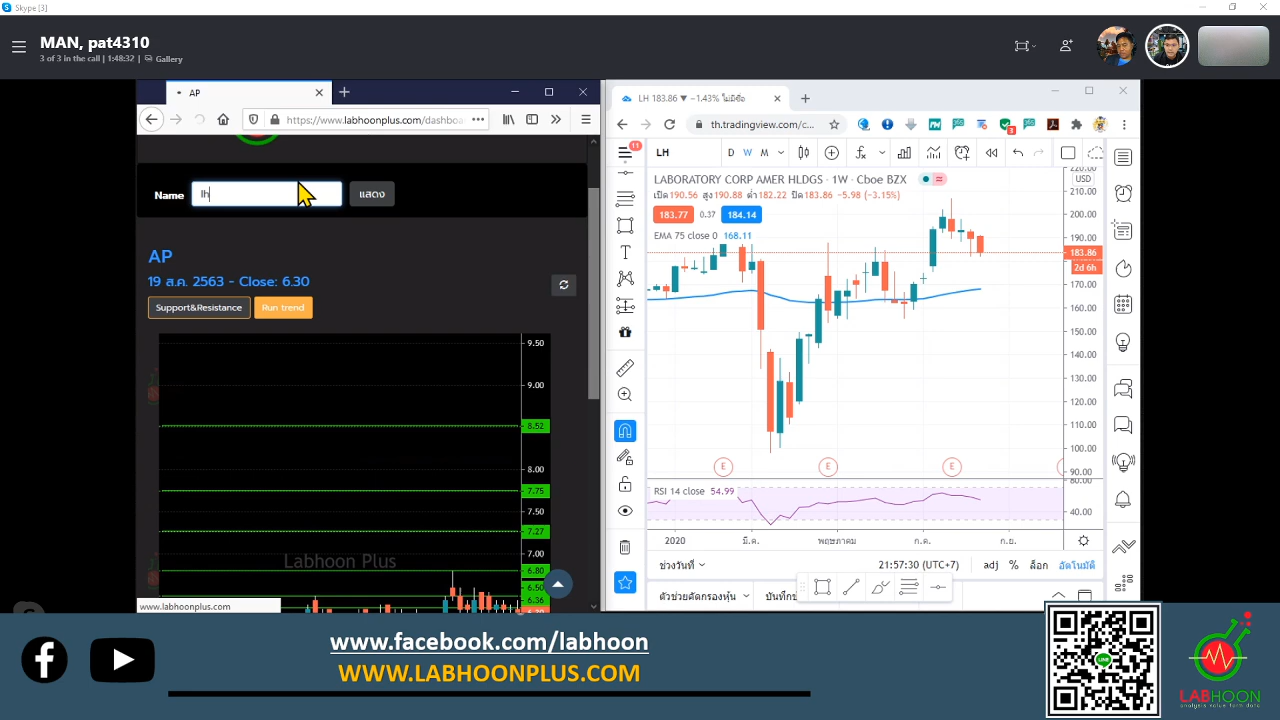 Skype [3]
MAN, pat4310
3 of 3 in the call | 1:48:32 | Gallery
AP
https://www.labhoonplus.com/dashboa
Name
lh
แสดง
AP
19 ส.ค. 2563 - Close: 6.30
Support&Resistance
Run trend
9.50
9.00
8.52
8.00
7.75
7.50
7.27
7.00
6.80
6.50
6.36
Labhoon Plus
www.labhoonplus.com
LH 183.86 ▼ −1.43% ไม่มีชื่อ
th.tradingview.com/c...
3
11
LH
D
W
M
LABORATORY CORP AMER HLDGS · 1W · Cboe BZX
เปิด190.56 สูง190.88 ต่ำ182.22 ปิด183.86 −5.98 (−3.15%)
183.77
0.37
184.14
EMA 75 close 0 168.11
210.00
200.00
190.00
183.86
2d 6h
170.00
160.00
150.00
140.00
130.00
120.00
110.00
100.00
90.00
E
E
E
RSI 14 close 54.99
80.00
40.00
2020
มี.ค.
พฤษภาคม
ก.ค.
ก.ย.
ช่วงวันที่
21:57:30 (UTC+7)
adj
%
ล็อก
อัตโนมัติ
ตัวช่วยคัดกรองหุ้น
บันทึกย
www.facebook.com/labhoon
WWW.LABHOONPLUS.COM
LINE
LABHOON
analysis value form data